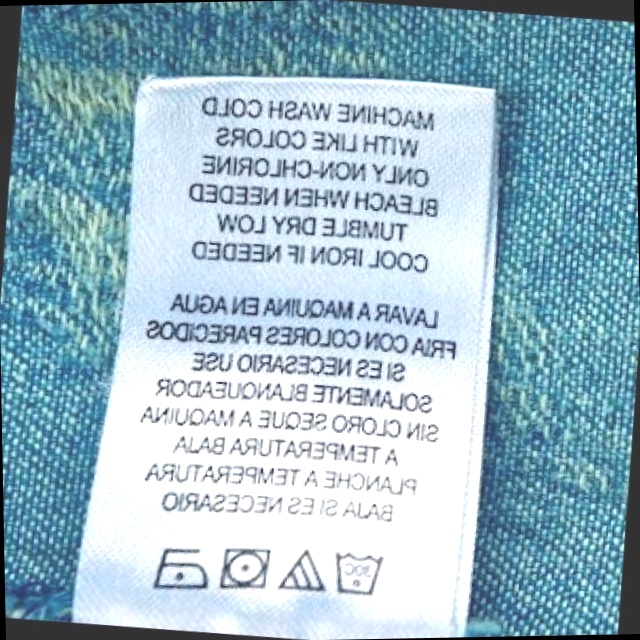 MACHINE WASH COLD
WITH LIKE COLORS
ONLY NON-CHLORINE
BLEACH WHEN NEEDED
TUMBLE DRY LOW
COOL IRON IF NEEDED
LAVAR A MAQUINA EN AGUA
FRIA CON COLORES PARECIDOS
SI ES NECESARIO USE
SOLAMENTE BLANQUEADOR
SIN CLORO SEQUE A MAQUINA
A TEMPERATURA BAJA
PLANCHE A TEMPERATURA
BAJA SI ES NECESARIO
30C